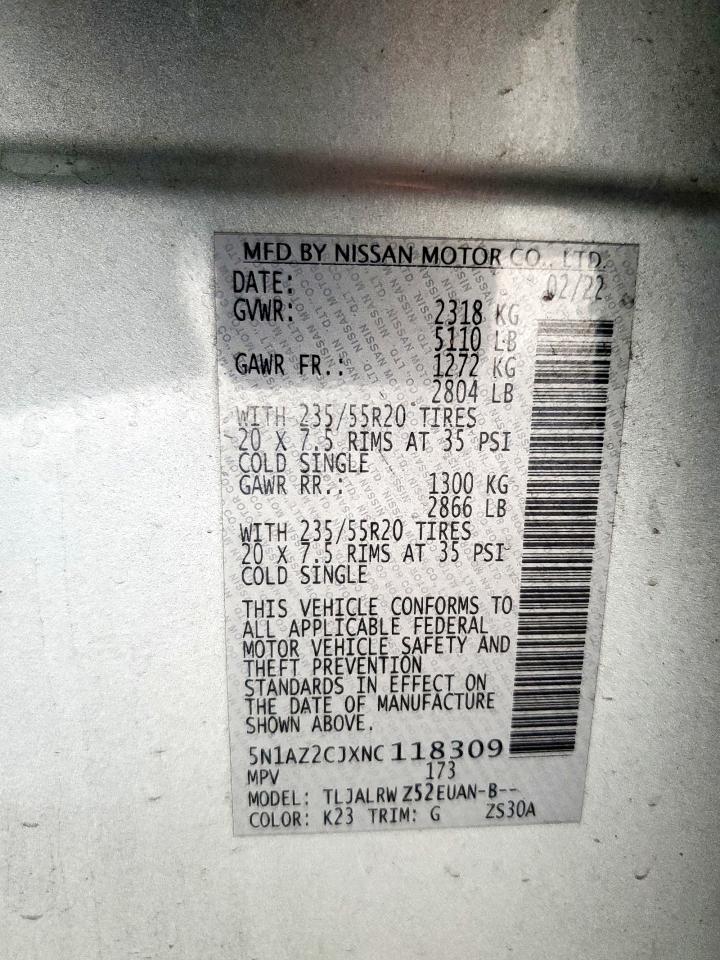 MFD BY NISSAN MOTOR CO., LTD.
DATE: 02/22
GVWR: 2318 KG
5110 LB
GAWR FR.: 1272 KG
2804 LB
WITH 235/55R20 TIRES
20 X 7.5 RIMS AT 35 PSI
COLD SINGLE
GAWR RR.: 1300 KG
2866 LB
WITH 235/55R20 TIRES
20 X 7.5 RIMS AT 35 PSI
COLD SINGLE
THIS VEHICLE CONFORMS TO
ALL APPLICABLE FEDERAL
MOTOR VEHICLE SAFETY AND
THEFT PREVENTION
STANDARDS IN EFFECT ON
THE DATE OF MANUFACTURE
SHOWN ABOVE.
5N1AZ2CJXNC118309
MPV 173
MODEL: TLJALRWZ52EUAN-B--
COLOR: K23 TRIM: G ZS30A